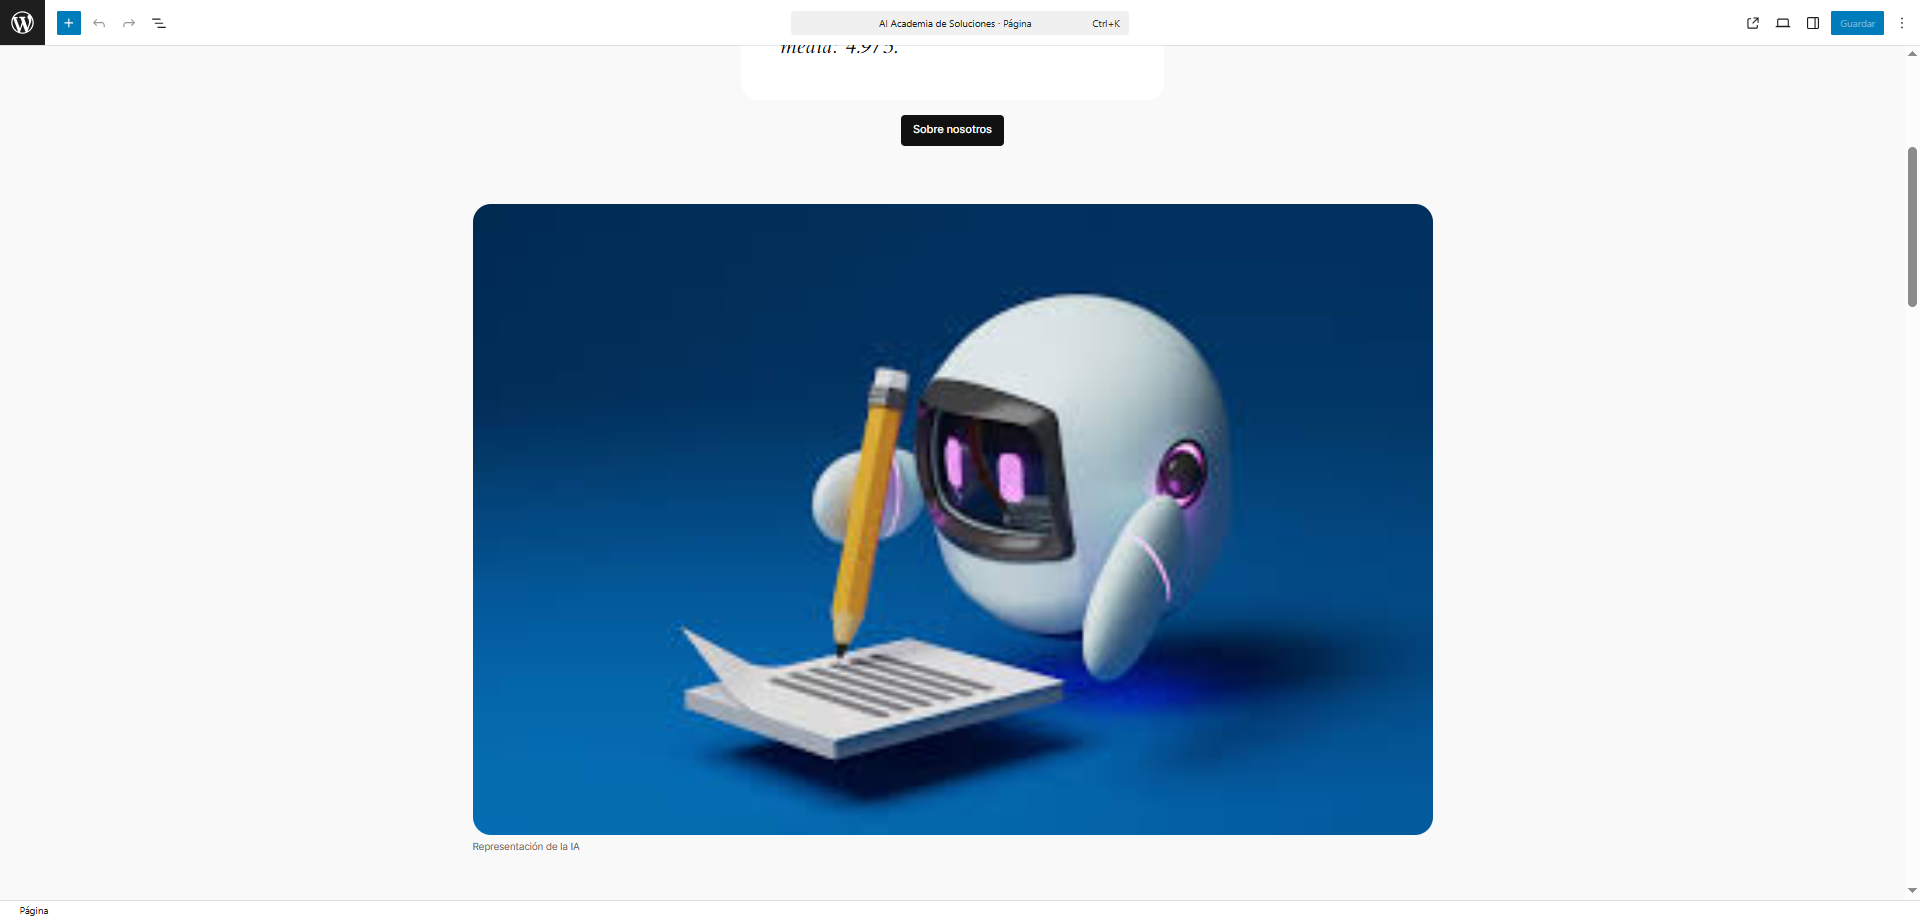 AI Academia de Soluciones · Página
Ctrl+K
Guardar
media: 4.975.
Sobre nosotros
Representación de la IA
Página